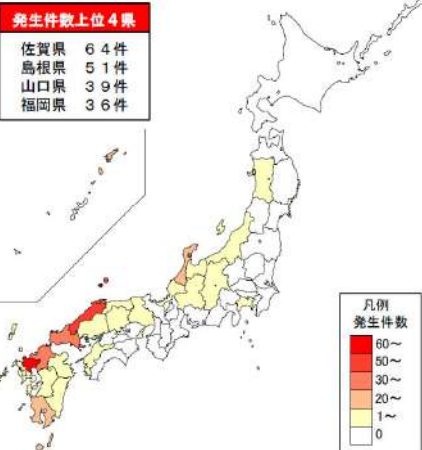 発生件数上位4県
佐賀県 64件
島根県 51件
山口県 39件
福岡県 36件
凡例
発生件数
60～
50～
30～
20～
1～
0